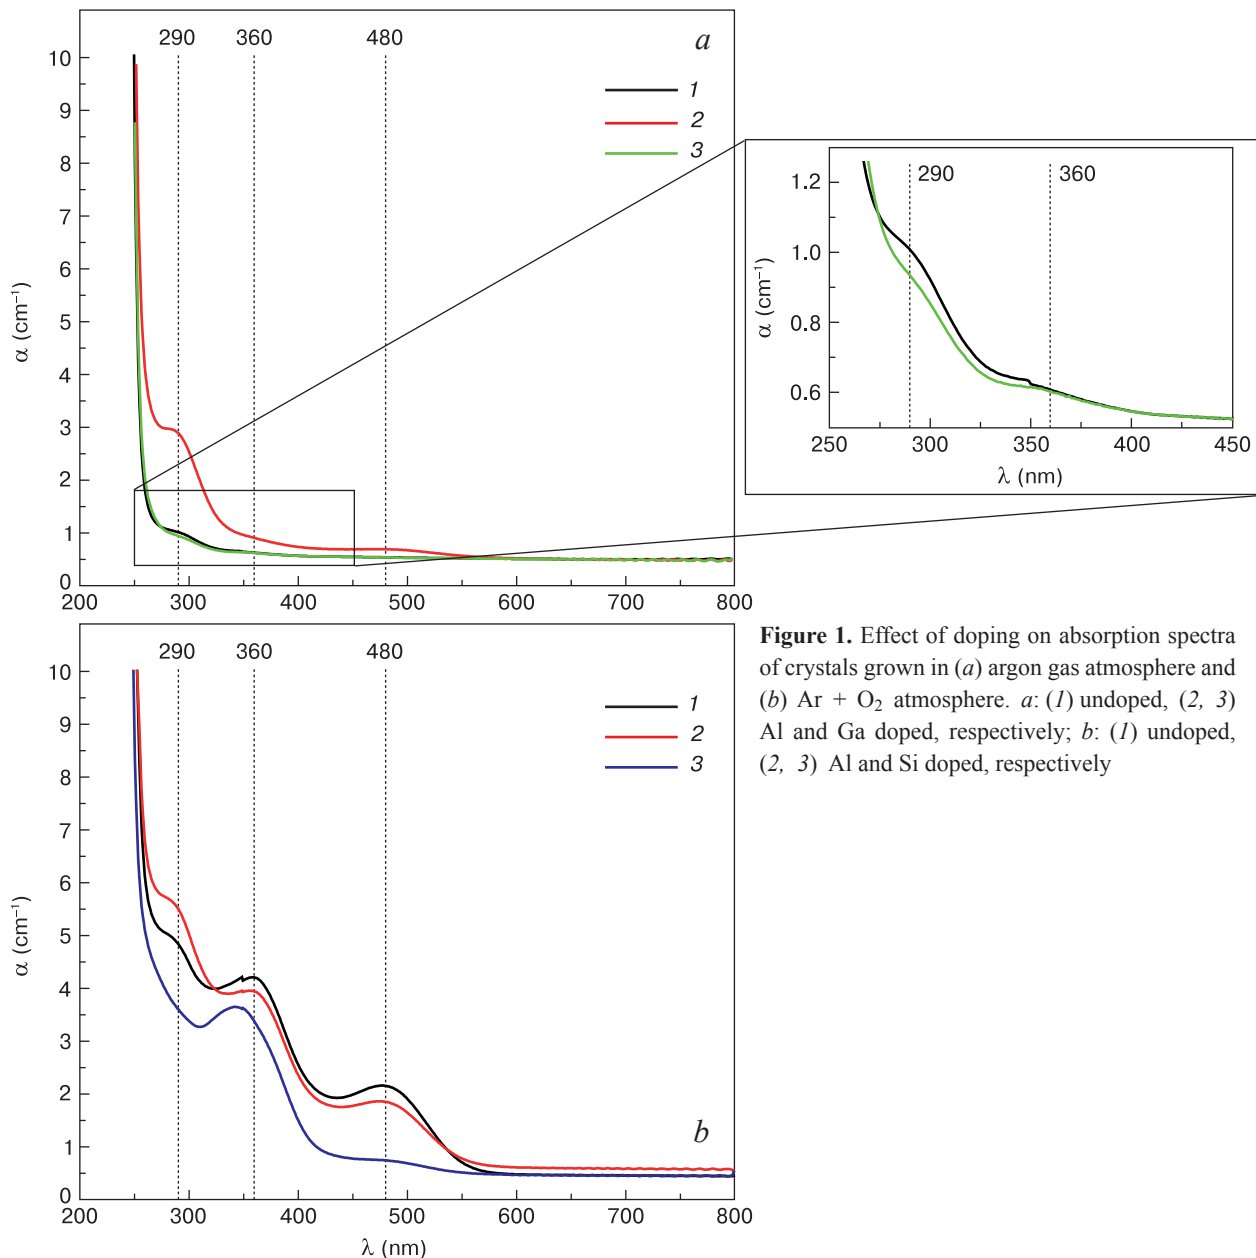 290 360 480 a
10
9
8
7
6
5
4
3
2
1
0
α (cm⁻¹)
1
2
3
200 300 400 500 600 700 800
290 360
1.2
1.0
0.8
0.6
α (cm⁻¹)
250 300 350 400 450
λ (nm)
290 360 480
10
9
8
7
6
5
4
3
2
1
0
α (cm⁻¹)
1
2
3
b
200 300 400 500 600 700 800
λ (nm)
Figure 1. Effect of doping on absorption spectra
of crystals grown in (a) argon gas atmosphere and
(b) Ar + O₂ atmosphere. a: (1) undoped, (2, 3)
Al and Ga doped, respectively; b: (1) undoped,
(2, 3) Al and Si doped, respectively